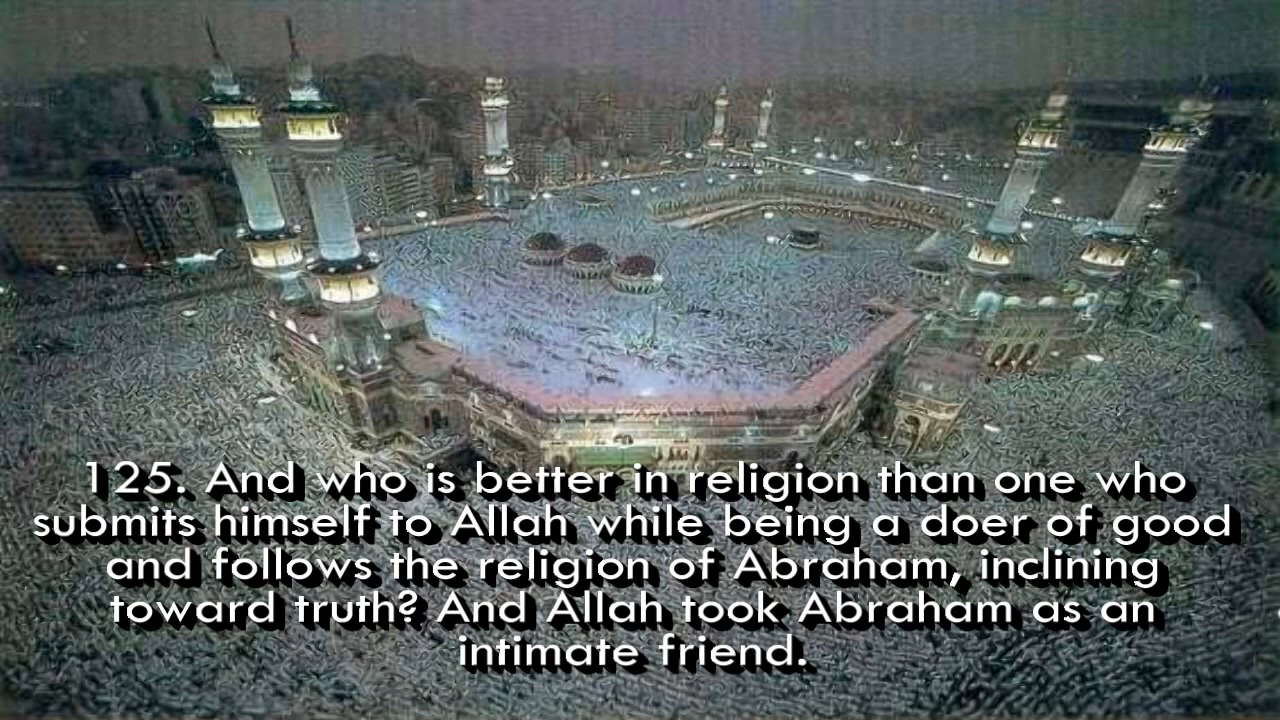 125. And who is better in religion than one who
submits himself to Allah while being a doer of good
and follows the religion of Abraham, inclining
toward truth? And Allah took Abraham as an
intimate friend.